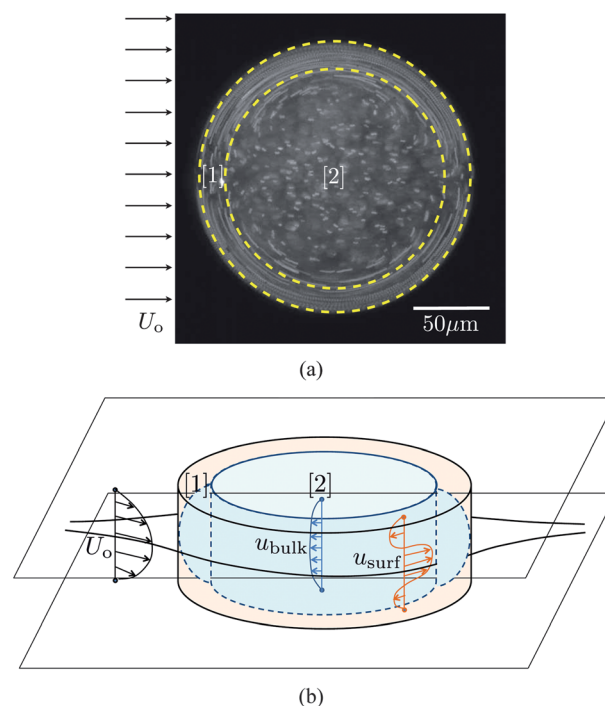 [1]
[2]
U_o
50μm
(a)
[1]
[2]
U_o
u_bulk
u_surf
(b)